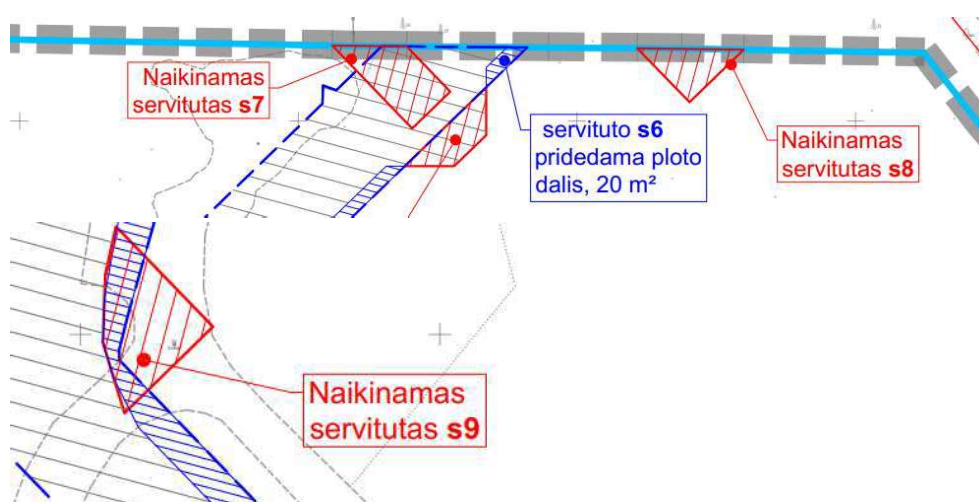 Naikinamas
servitutas s7
servituto s6
pridedama ploto
dalis, 20 m²
Naikinamas
servitutas s8
Naikinamas
servitutas s9